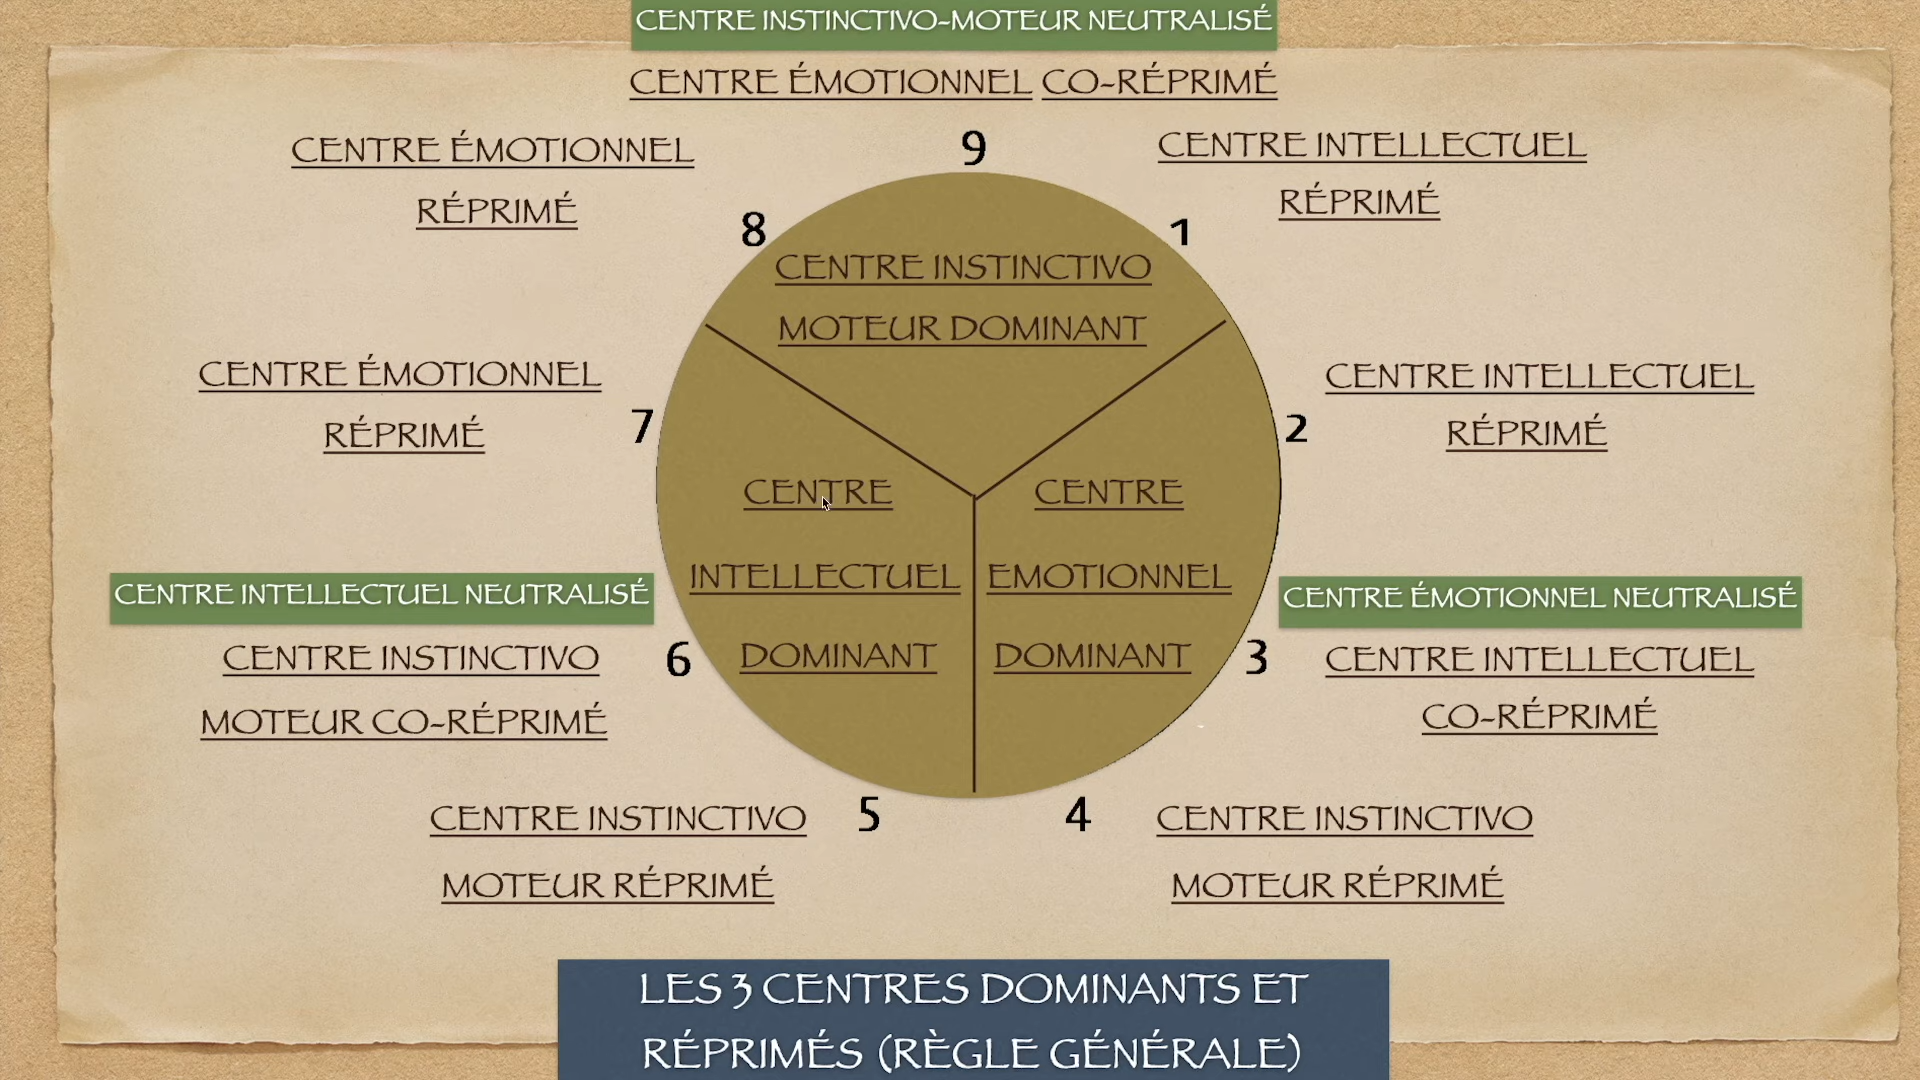 CENTRE INSTINCTIVO-MOTEUR NEUTRALISÉ
CENTRE ÉMOTIONNEL CO-RÉPRIMÉ
9
CENTRE ÉMOTIONNEL
RÉPRIMÉ
8
CENTRE INTELLECTUEL
RÉPRIMÉ
1
CENTRE INSTINCTIVO
MOTEUR DOMINANT
CENTRE ÉMOTIONNEL
RÉPRIMÉ
7
CENTRE INTELLECTUEL
RÉPRIMÉ
2
CENTRE
INTELLECTUEL
DOMINANT
CENTRE
EMOTIONNEL
DOMINANT
CENTRE INTELLECTUEL NEUTRALISÉ
CENTRE INSTINCTIVO
MOTEUR CO-RÉPRIMÉ
6
CENTRE ÉMOTIONNEL NEUTRALISÉ
CENTRE INTELLECTUEL
CO-RÉPRIMÉ
3
CENTRE INSTINCTIVO
MOTEUR RÉPRIMÉ
5
4
CENTRE INSTINCTIVO
MOTEUR RÉPRIMÉ
LES 3 CENTRES DOMINANTS ET
RÉPRIMÉS (RÈGLE GÉNÉRALE)